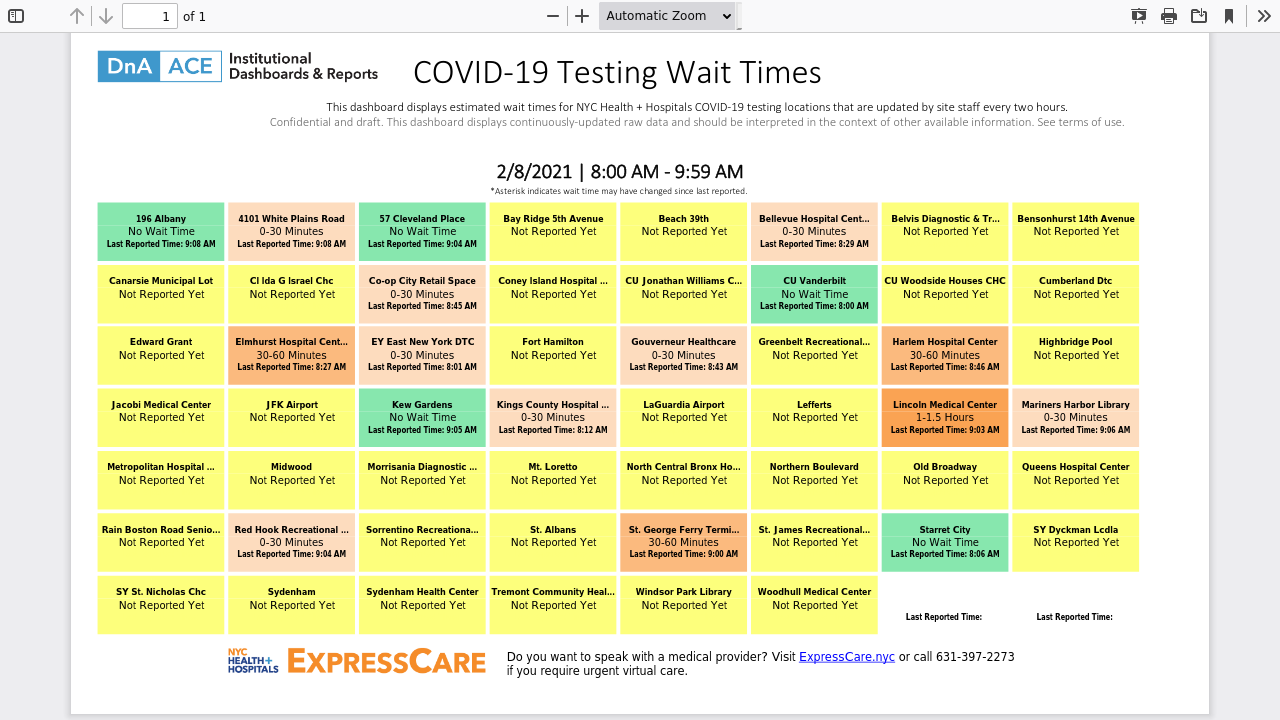 1 of 1 Automatic Zoom
DnA ACE Institutional
Dashboards & Reports
COVID-19 Testing Wait Times
This dashboard displays estimated wait times for NYC Health + Hospitals COVID-19 testing locations that are updated by site staff every two hours.
Confidential and draft. This dashboard displays continuously-updated raw data and should be interpreted in the context of other available information. See terms of use.
2/8/2021 | 8:00 AM - 9:59 AM
*Asterisk indicates wait time may have changed since last reported.
196 Albany
No Wait Time
Last Reported Time: 9:08 AM
4101 White Plains Road
0-30 Minutes
Last Reported Time: 9:08 AM
57 Cleveland Place
No Wait Time
Last Reported Time: 9:04 AM
Bay Ridge 5th Avenue
Not Reported Yet
Beach 39th
Not Reported Yet
Bellevue Hospital Cent...
0-30 Minutes
Last Reported Time: 8:29 AM
Belvis Diagnostic & Tr...
Not Reported Yet
Bensonhurst 14th Avenue
Not Reported Yet
Canarsie Municipal Lot
Not Reported Yet
CI Ida G Israel Chc
Not Reported Yet
Co-op City Retail Space
0-30 Minutes
Last Reported Time: 8:45 AM
Coney Island Hospital ...
Not Reported Yet
CU Jonathan Williams C...
Not Reported Yet
CU Vanderbilt
No Wait Time
Last Reported Time: 8:00 AM
CU Woodside Houses CHC
Not Reported Yet
Cumberland Dtc
Not Reported Yet
Edward Grant
Not Reported Yet
Elmhurst Hospital Cent...
30-60 Minutes
Last Reported Time: 8:27 AM
EY East New York DTC
0-30 Minutes
Last Reported Time: 8:01 AM
Fort Hamilton
Not Reported Yet
Gouverneur Healthcare
0-30 Minutes
Last Reported Time: 8:43 AM
Greenbelt Recreational...
Not Reported Yet
Harlem Hospital Center
30-60 Minutes
Last Reported Time: 8:46 AM
Highbridge Pool
Not Reported Yet
Jacobi Medical Center
Not Reported Yet
JFK Airport
Not Reported Yet
Kew Gardens
No Wait Time
Last Reported Time: 9:05 AM
Kings County Hospital ...
0-30 Minutes
Last Reported Time: 8:12 AM
LaGuardia Airport
Not Reported Yet
Lefferts
Not Reported Yet
Lincoln Medical Center
1-1.5 Hours
Last Reported Time: 9:03 AM
Mariners Harbor Library
0-30 Minutes
Last Reported Time: 9:06 AM
Metropolitan Hospital ...
Not Reported Yet
Midwood
Not Reported Yet
Morrisania Diagnostic ...
Not Reported Yet
Mt. Loretto
Not Reported Yet
North Central Bronx Ho...
Not Reported Yet
Northern Boulevard
Not Reported Yet
Old Broadway
Not Reported Yet
Queens Hospital Center
Not Reported Yet
Rain Boston Road Senio...
Not Reported Yet
Red Hook Recreational ...
0-30 Minutes
Last Reported Time: 9:04 AM
Sorrentino Recreationa...
Not Reported Yet
St. Albans
Not Reported Yet
St. George Ferry Termi...
30-60 Minutes
Last Reported Time: 9:00 AM
St. James Recreational...
Not Reported Yet
Starret City
No Wait Time
Last Reported Time: 8:06 AM
SY Dyckman Lcdla
Not Reported Yet
SY St. Nicholas Chc
Not Reported Yet
Sydenham
Not Reported Yet
Sydenham Health Center
Not Reported Yet
Tremont Community Heal...
Not Reported Yet
Windsor Park Library
Not Reported Yet
Woodhull Medical Center
Not Reported Yet
Last Reported Time:
Last Reported Time:
NYC
HEALTH+
HOSPITALS
EXPRESSCARE
Do you want to speak with a medical provider? Visit ExpressCare.nyc or call 631-397-2273
if you require urgent virtual care.